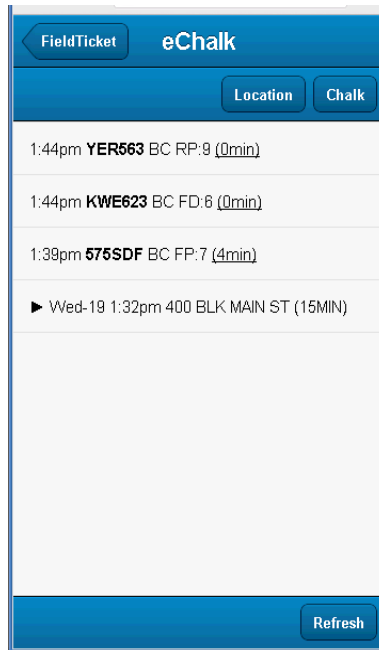 FieldTicket eChalk
Location Chalk
1:44pm YER563 BC RP:9 (0min)
1:44pm KWE623 BC FD:6 (0min)
1:39pm 575SDF BC FP:7 (4min)
► Wed-19 1:32pm 400 BLK MAIN ST (15MIN)
Refresh